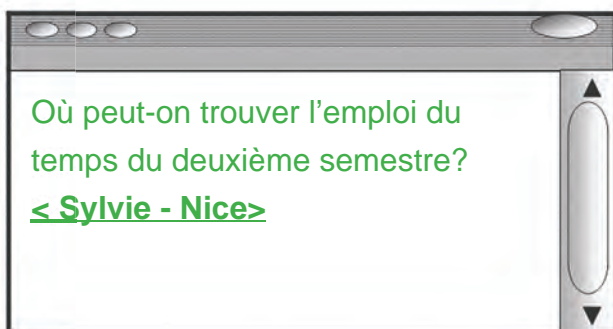 Où peut-on trouver l'emploi du
temps du deuxième semestre?
< Sylvie - Nice>